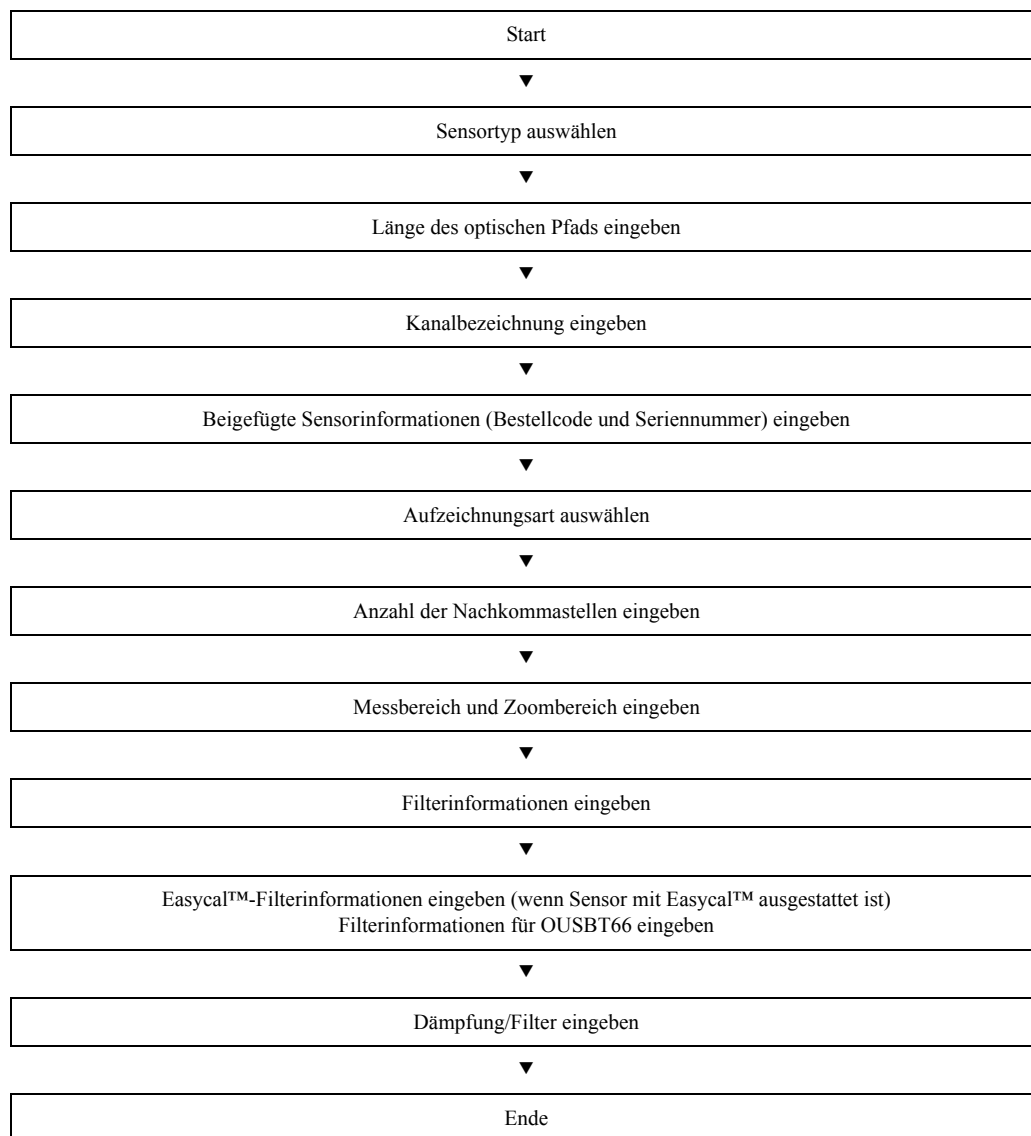 Start
▼
Sensortyp auswählen
▼
Länge des optischen Pfads eingeben
▼
Kanalbezeichnung eingeben
▼
Beigefügte Sensorinformationen (Bestellcode und Seriennummer) eingeben
▼
Aufzeichnungsart auswählen
▼
Anzahl der Nachkommastellen eingeben
▼
Messbereich und Zoombereich eingeben
▼
Filterinformationen eingeben
▼
Easycal™-Filterinformationen eingeben (wenn Sensor mit Easycal™ ausgestattet ist)
Filterinformationen für OUSBT66 eingeben
▼
Dämpfung/Filter eingeben
▼
Ende